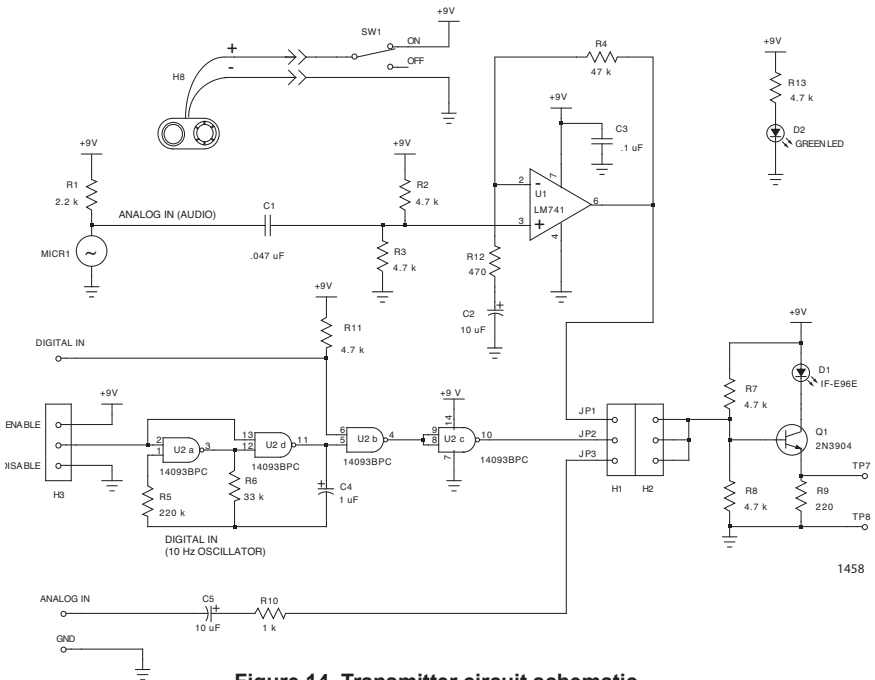 +9V
SW1
ON
OFF
+
-
H8
R4
47 k
+9V
R13
4.7 k
D2
GREEN LED
+9V
C3
.1 uF
+9V
R1
2.2 k
ANALOG IN (AUDIO)
MICR1
~
C1
.047 uF
+9V
R2
4.7 k
R3
4.7 k
2
-
7
U1
LM741
6
3
+
4
R12
470
C2
+
10 uF
+9V
R11
4.7 k
DIGITAL IN
+9V
ENABLE
DISABLE
H3
2
1
U2 a
3
14093BPC
13
12
U2 d
11
14093BPC
R5
220 k
R6
33 k
+
C4
1 uF
DIGITAL IN
(10 Hz OSCILLATOR)
6
5
U2 b
4
14093BPC
+9 V
14
9
8
U2 c
10
7
14093BPC
JP1
JP2
JP3
H1
H2
+9V
D1
IF-E96E
R7
4.7 k
Q1
2N3904
R8
4.7 k
R9
220
TP7
TP8
1458
ANALOG IN
C5
+
10 uF
R10
1 k
GND